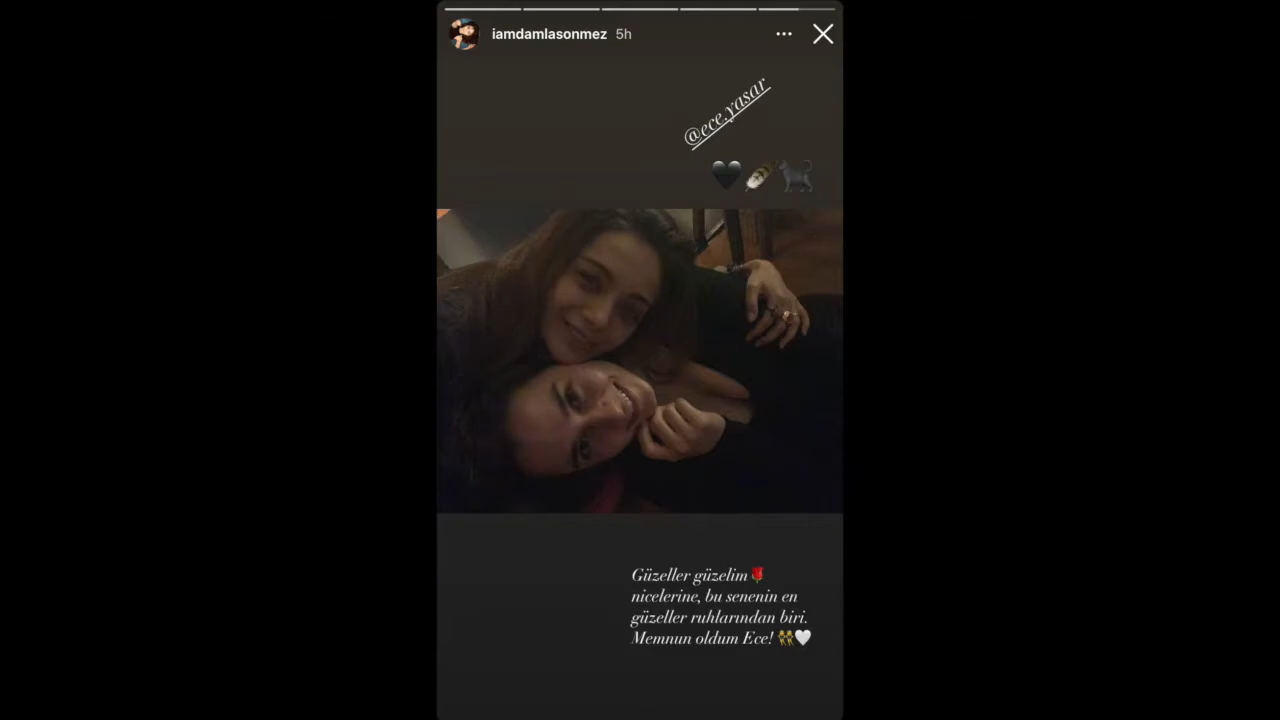 iamdamlasonmez 5h
@ece.yasar
Güzeller güzelim
nicelerine, bu senenin en
güzeller ruhlarından biri.
Memnun oldum Ece!